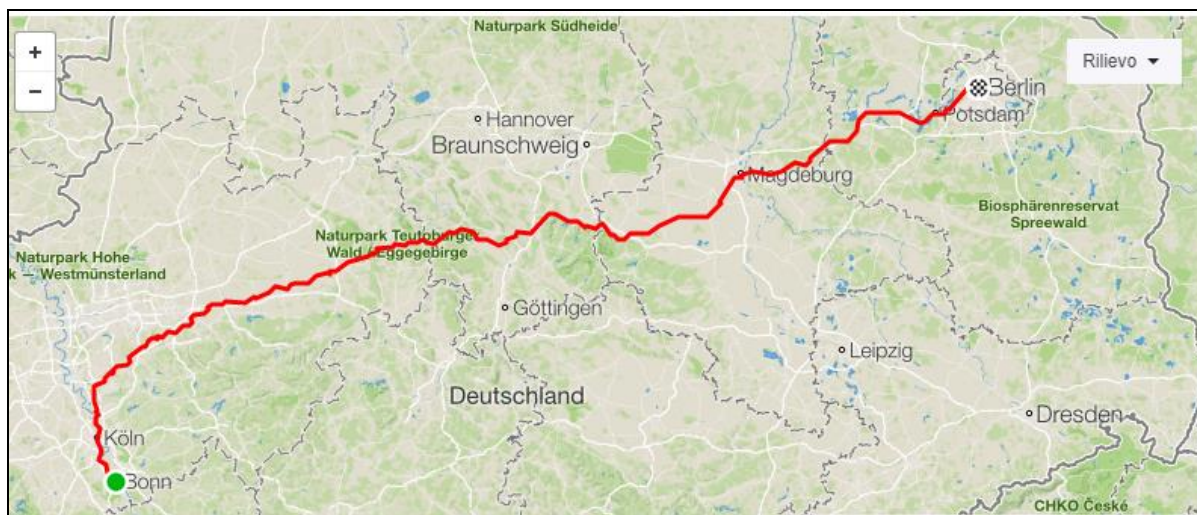 Naturpark Südheide
+
−
Rilievo
Berlin
Potsdam
Hannover
Braunschweig
Magdeburg
Biosphärenreservat
Spreewald
Naturpark Teutoburger
Wald / Eggegebirge
Naturpark Hohe
k — Westmünsterland
Göttingen
Leipzig
Deutschland
Dresden
Köln
Bonn
CHKO České